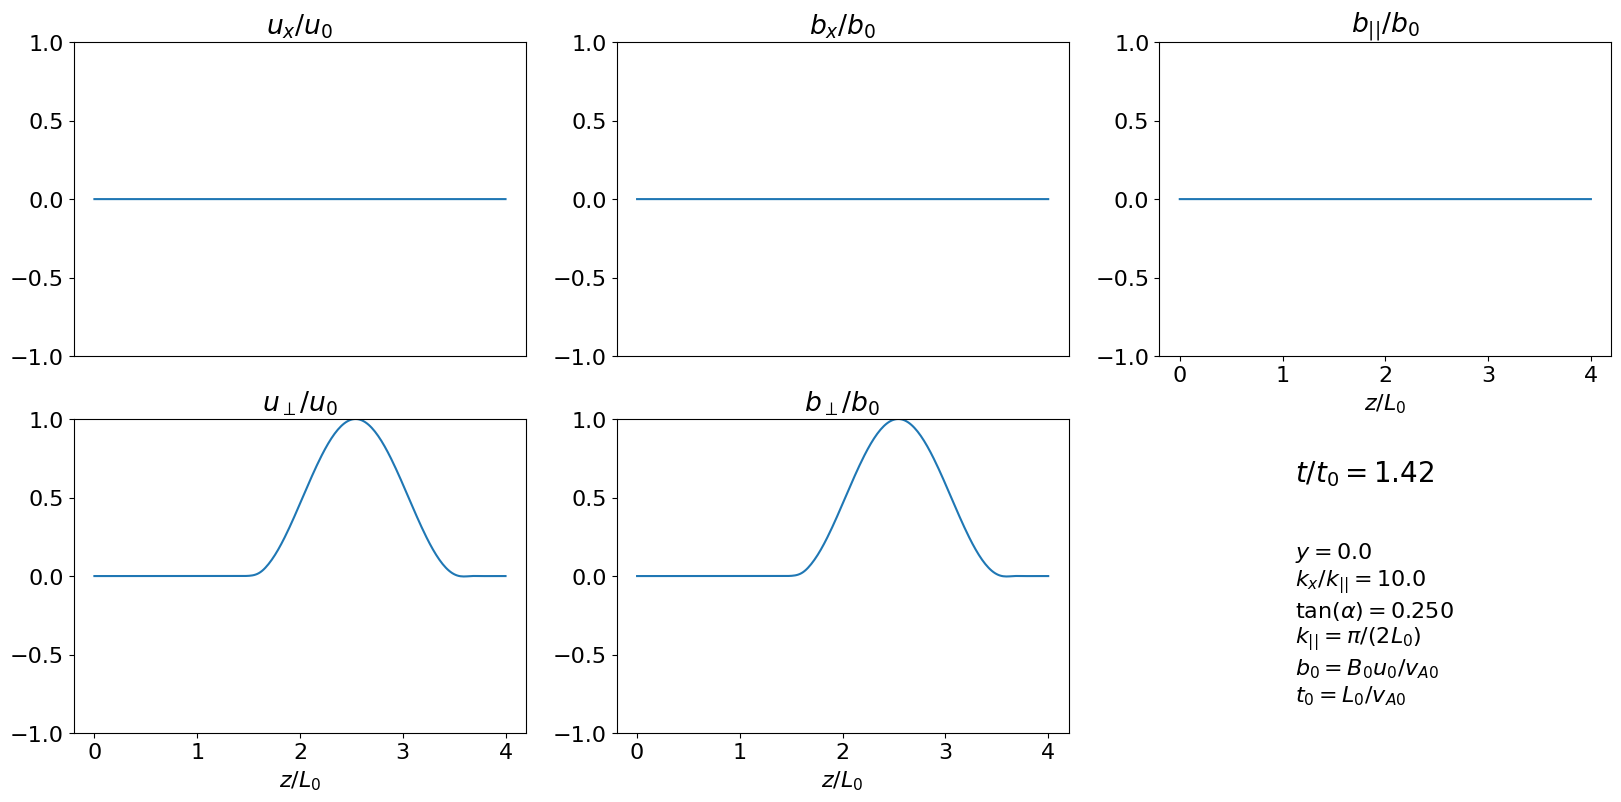 u_x/u_0
1.0
0.5
0.0
−0.5
−1.0
b_x/b_0
1.0
0.5
0.0
−0.5
−1.0
b_{||}/b_0
1.0
0.5
0.0
−0.5
−1.0
0 1 2 3 4
z/L_0
u_⊥/u_0
1.0
0.5
0.0
−0.5
−1.0
0 1 2 3 4
z/L_0
b_⊥/b_0
1.0
0.5
0.0
−0.5
−1.0
0 1 2 3 4
z/L_0
t/t_0 = 1.42
y = 0.0
k_x/k_{||} = 10.0
tan(α) = 0.250
k_{||} = π/(2L_0)
b_0 = B_0u_0/v_{A0}
t_0 = L_0/v_{A0}